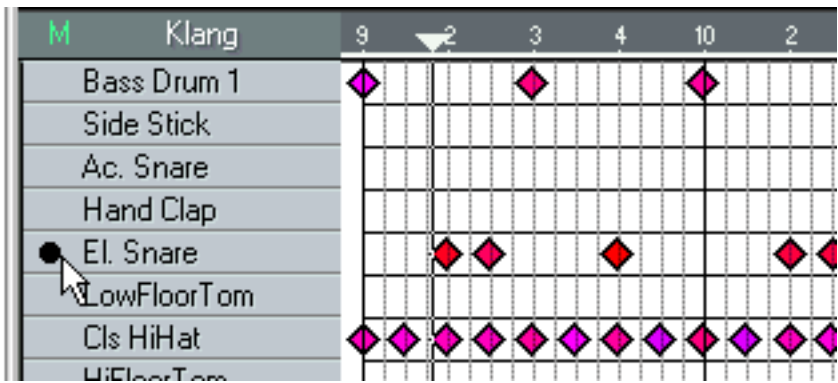 M Klang 9 2 3 4 10 2
Bass Drum 1
Side Stick
Ac. Snare
Hand Clap
El. Snare
LowFloorTom
Cls HiHat
HiFloorTom